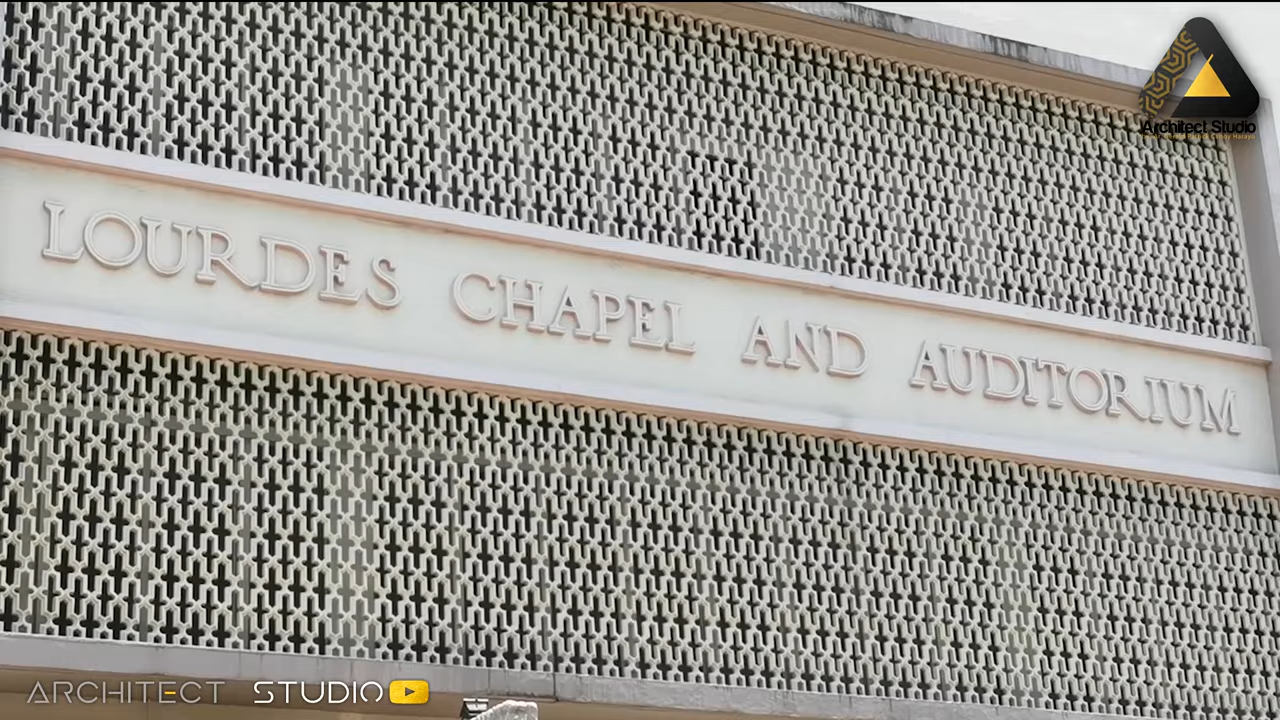 LOURDES CHAPEL AND AUDITORIUM
Architect Studio
ARCHITECT STUDIO